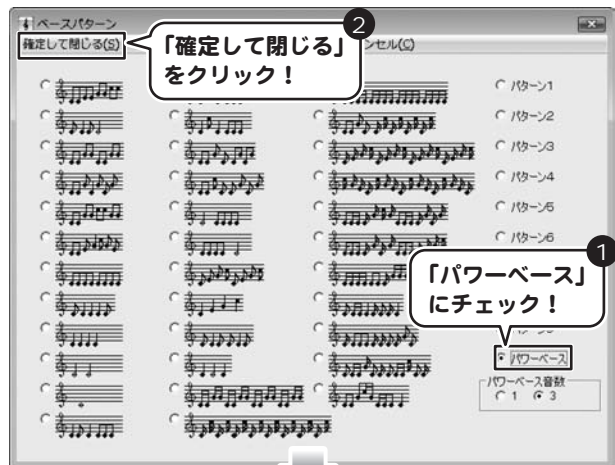 ベースパターン
確定して閉じる(S)
ンセル(C)
2
「確定して閉じる」
をクリック！
パターン1
パターン2
パターン3
パターン4
パターン5
パターン6
1
「パワーベース」
にチェック！
パワーベース
パワーベース音数
1 3